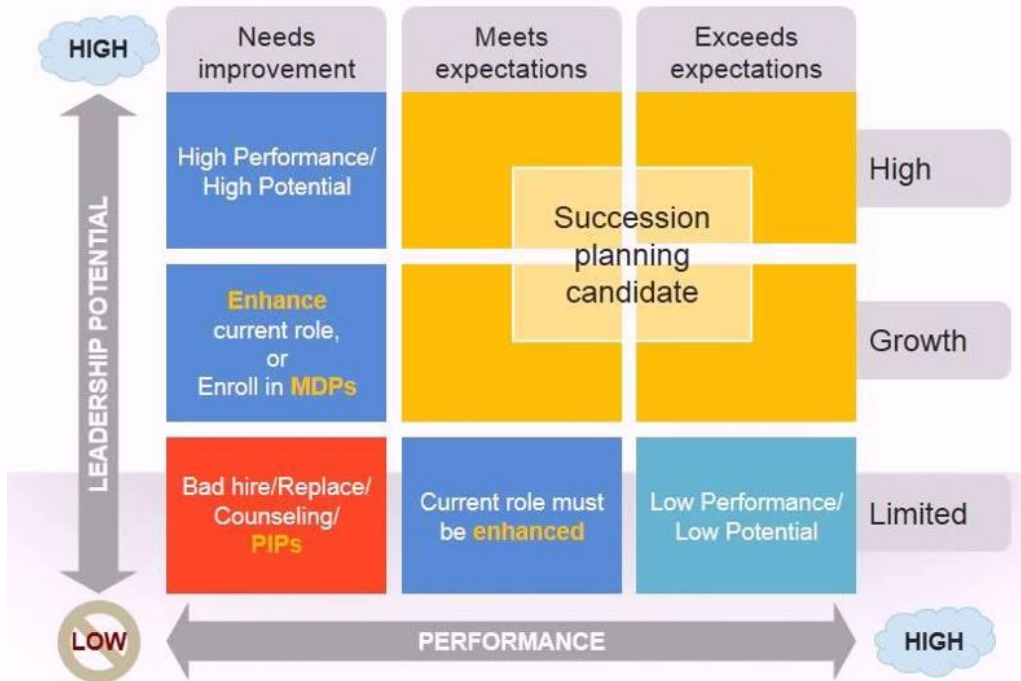 HIGH
Needs
improvement
Meets
expectations
Exceeds
expectations
LEADERSHIP POTENTIAL
High Performance/
High Potential
Succession
planning
candidate
High
Enhance
current role,
or
Enroll in MDPs
Growth
Bad hire/Replace/
Counseling/
PIPs
Current role must
be enhanced
Low Performance/
Low Potential
Limited
LOW
PERFORMANCE
HIGH